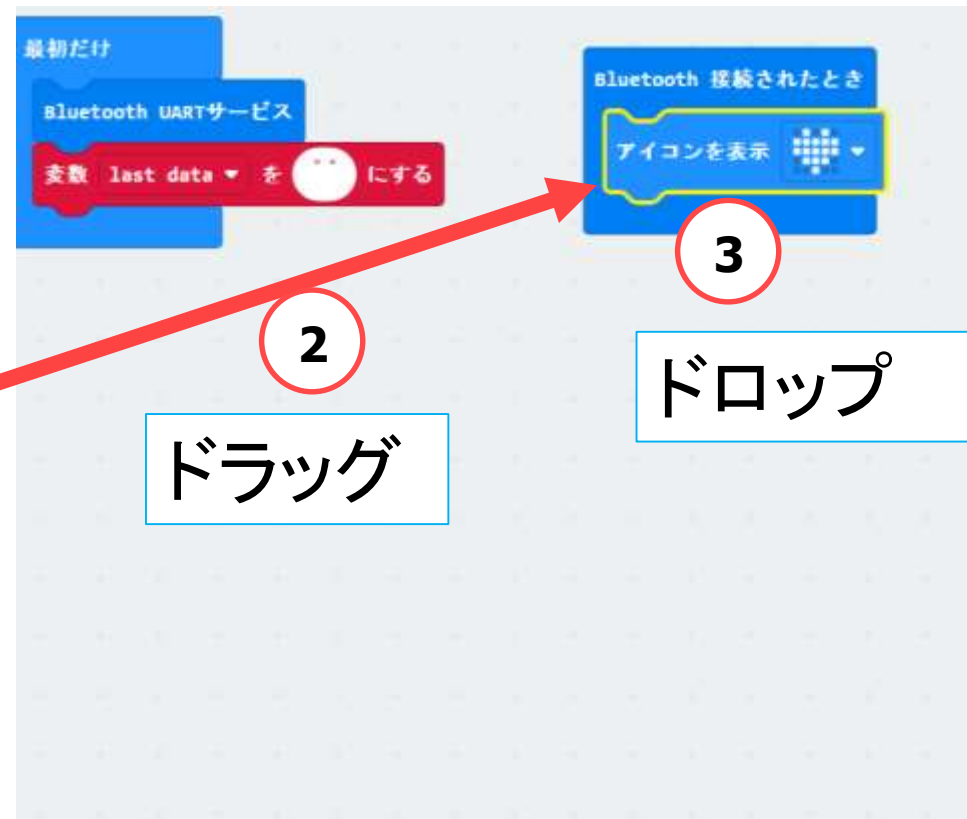 最初だけ
Bluetooth UARTサービス
変数 last data を " " にする
Bluetooth 接続されたとき
アイコンを表示
2
ドラッグ
3
ドロップ